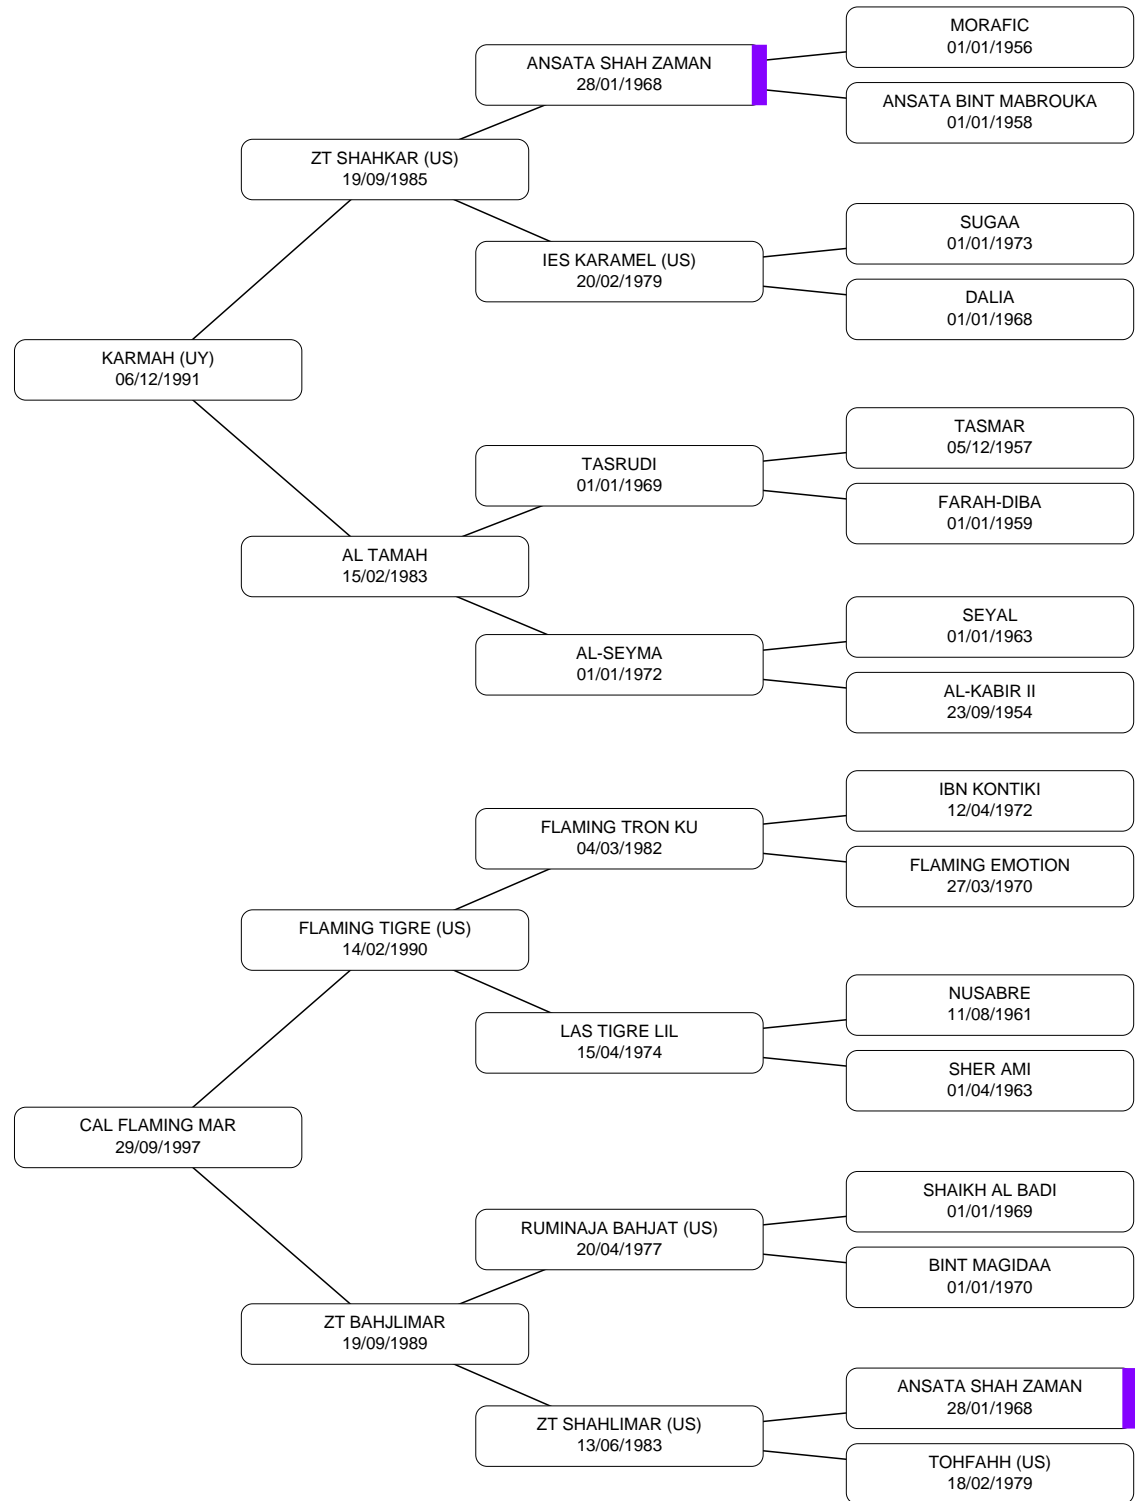 MORAFIC
01/01/1956
ANSATA SHAH ZAMAN
28/01/1968
ANSATA BINT MABROUKA
01/01/1958
ZT SHAHKAR (US)
19/09/1985
SUGAA
01/01/1973
IES KARAMEL (US)
20/02/1979
DALIA
01/01/1968
KARMAH (UY)
06/12/1991
TASMAR
05/12/1957
TASRUDI
01/01/1969
FARAH-DIBA
01/01/1959
AL TAMAH
15/02/1983
SEYAL
01/01/1963
AL-SEYMA
01/01/1972
AL-KABIR II
23/09/1954
IBN KONTIKI
12/04/1972
FLAMING TRON KU
04/03/1982
FLAMING EMOTION
27/03/1970
FLAMING TIGRE (US)
14/02/1990
NUSABRE
11/08/1961
LAS TIGRE LIL
15/04/1974
SHER AMI
01/04/1963
CAL FLAMING MAR
29/09/1997
SHAIKH AL BADI
01/01/1969
RUMINAJA BAHJAT (US)
20/04/1977
BINT MAGIDAA
01/01/1970
ZT BAHJLIMAR
19/09/1989
ANSATA SHAH ZAMAN
28/01/1968
ZT SHAHLIMAR (US)
13/06/1983
TOHFAHH (US)
18/02/1979